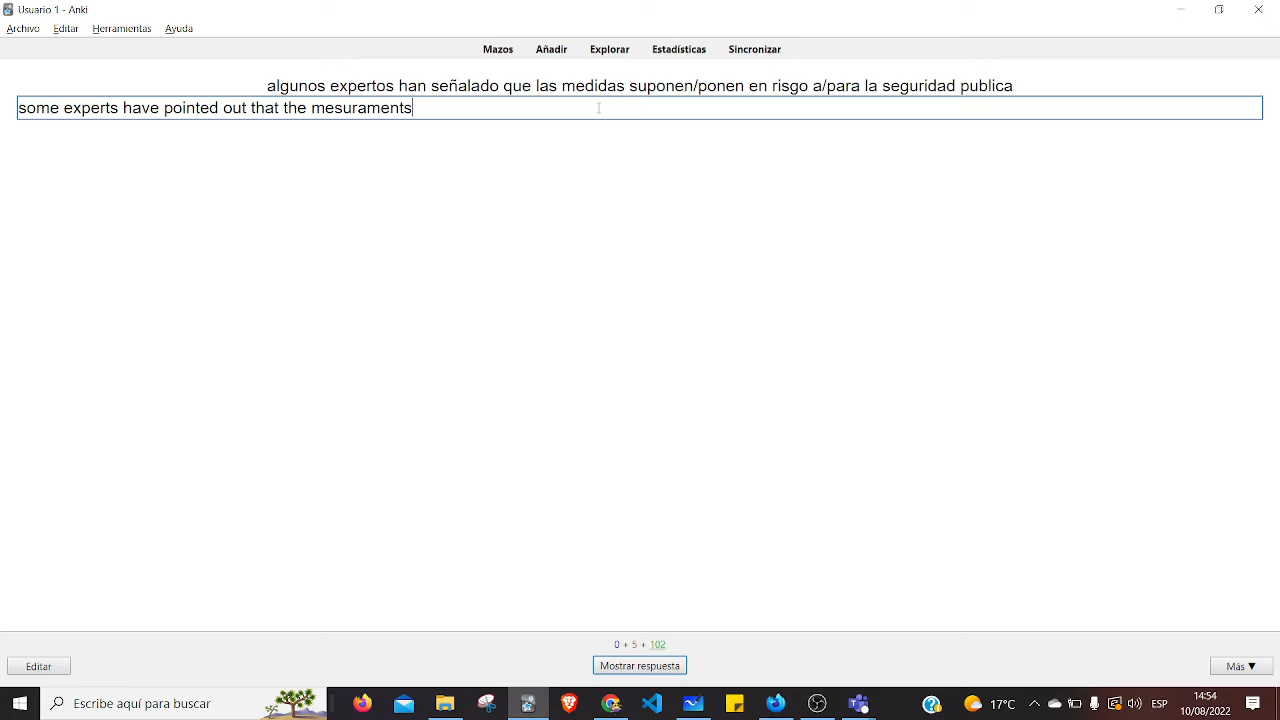 Usuario 1 - Anki
Archivo Editar Herramientas Ayuda
Mazos Añadir Explorar Estadísticas Sincronizar
algunos expertos han señalado que las medidas suponen/ponen en risgo a/para la seguridad publica
some experts have pointed out that the mesuraments
0 + 5 + 102
Editar Mostrar respuesta Más ▼
Escribe aquí para buscar 17°C ESP 14:54
10/08/2022